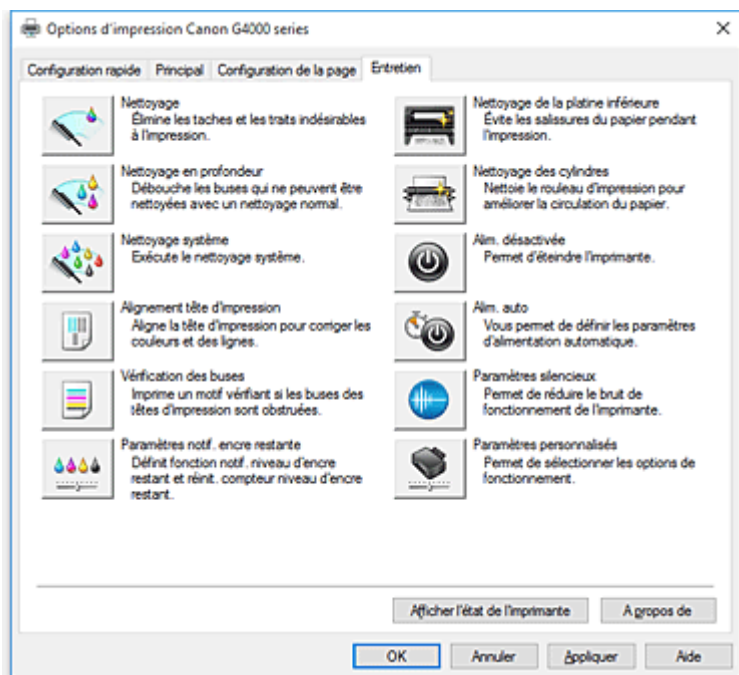 Options d'impression Canon G4000 series
Configuration rapide Principal Configuration de la page Entretien
Nettoyage
Élimine les taches et les traits indésirables
à l'impression.
Nettoyage en profondeur
Débouche les buses qui ne peuvent être
nettoyées avec un nettoyage normal.
Nettoyage système
Exécute le nettoyage système.
Alignement tête d'impression
Aligne la tête d'impression pour corriger les
couleurs et des lignes.
Vérification des buses
Imprime un motif vérifiant si les buses des
têtes d'impression sont obstruées.
Paramètres notif. encre restante
Définit fonction notif. niveau d'encre
restant et réinit. compteur niveau d'encre
restant.
Nettoyage de la platine inférieure
Évite les salissures du papier pendant
l'impression.
Nettoyage des cylindres
Nettoie le rouleau d'impression pour
améliorer la circulation du papier.
Alim. désactivée
Permet d'éteindre l'imprimante.
Alim. auto
Vous permet de définir les paramètres
d'alimentation automatique.
Paramètres silencieux
Permet de réduire le bruit de
fonctionnement de l'imprimante.
Paramètres personnalisés
Permet de sélectionner les options de
fonctionnement.
Afficher l'état de l'imprimante A propos de
OK Annuler Appliquer Aide